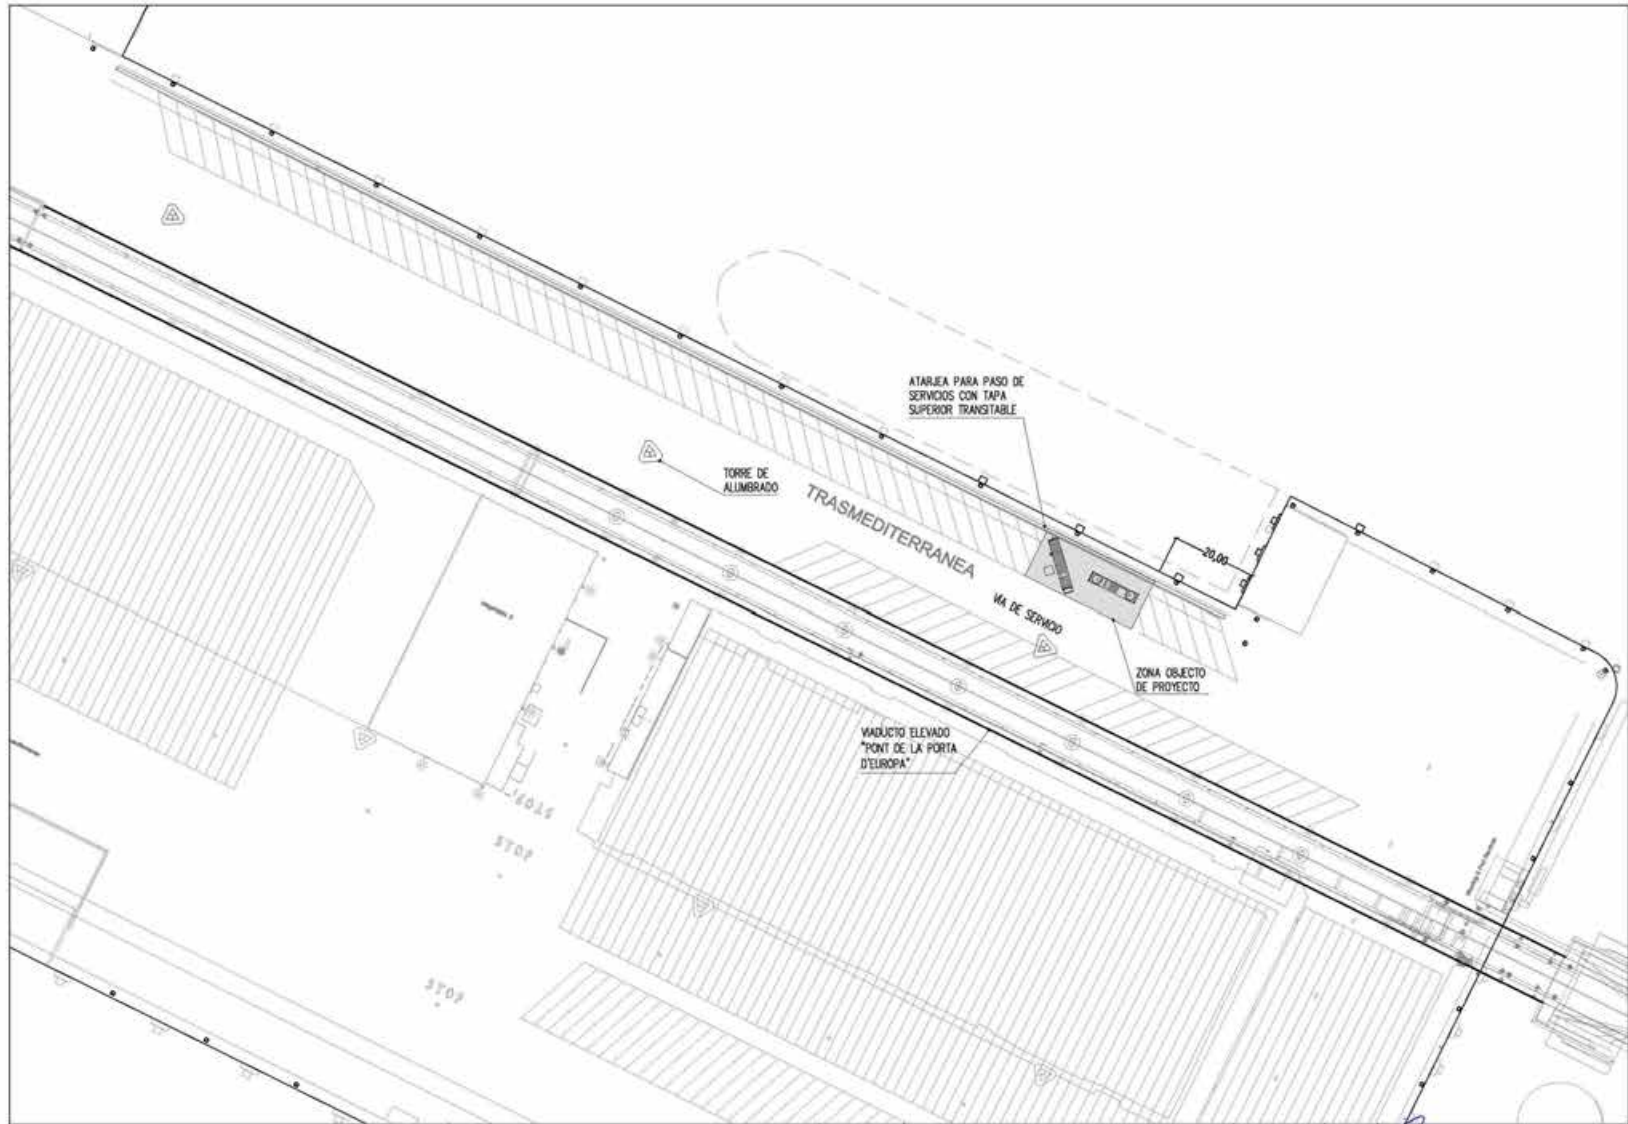 ATARJEA PARA PASO DE
SERVICIOS CON TAPA
SUPERIOR TRANSITABLE
TORRE DE
ALUMBRADO
TRASMEDITERRANEA
20,00
VIA DE SERVICIO
ZONA OBJECTO
DE PROYECTO
VIADUCTO ELEVADO
"PONT DE LA PORTA
D'EUROPA"
STOP
STOP
STOP